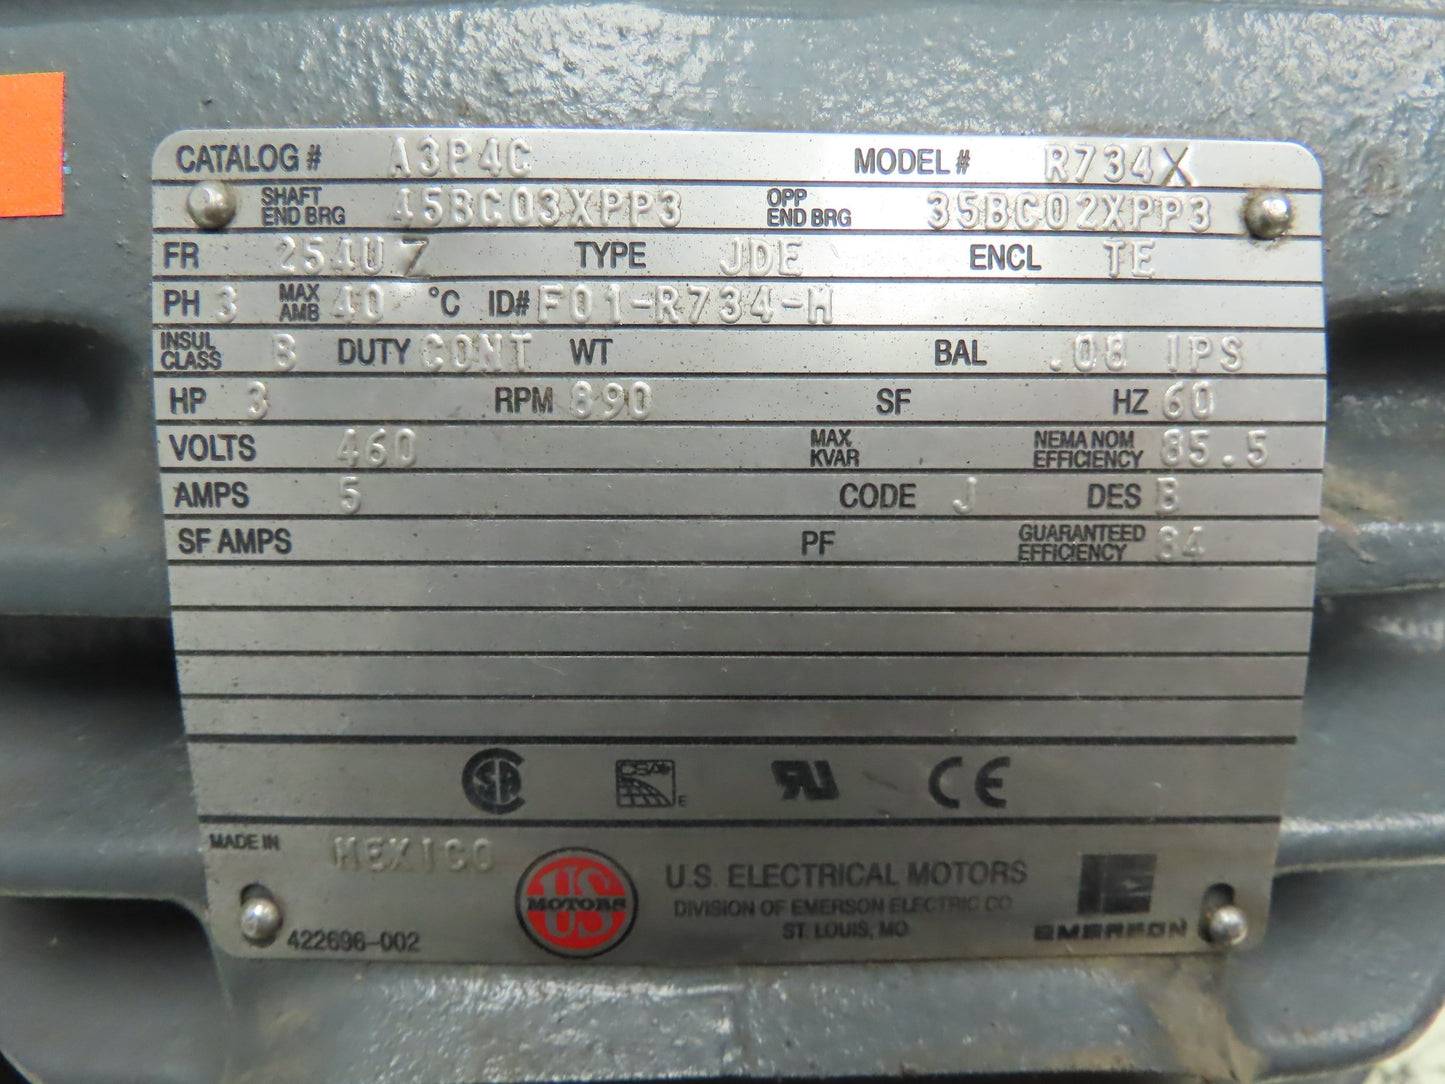 CATALOG # A3P4C MODEL # R734X
SHAFT END BRG 45BC03XPP3 OPP END BRG 35BC02XPP3
FR 254UZ TYPE JDE ENCL TE
PH 3 MAX AMB 40 °C ID# F01-R734-M
INSUL CLASS B DUTY CONT WT BAL .08 IPS
HP 3 RPM 890 SF HZ 60
VOLTS 460 MAX KVAR NEMA NOM EFFICIENCY 85.5
AMPS 5 CODE J DES B
SF AMPS PF GUARANTEED EFFICIENCY 84
CSA E
MADE IN MEXICO
US MOTORS
U.S. ELECTRICAL MOTORS
DIVISION OF EMERSON ELECTRIC CO
ST. LOUIS, MO
EMERSON
422696-002